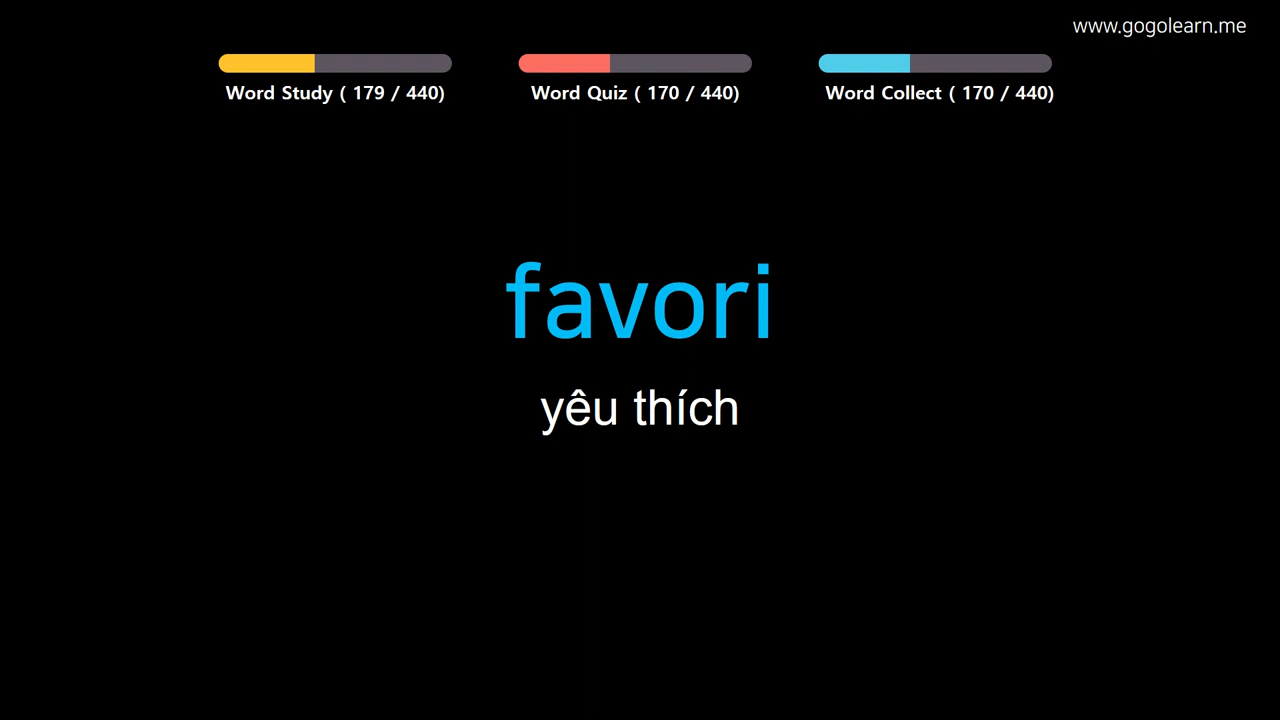 www.gogolearn.me
Word Study ( 179 / 440)
Word Quiz ( 170 / 440)
Word Collect ( 170 / 440)
favori
yêu thích